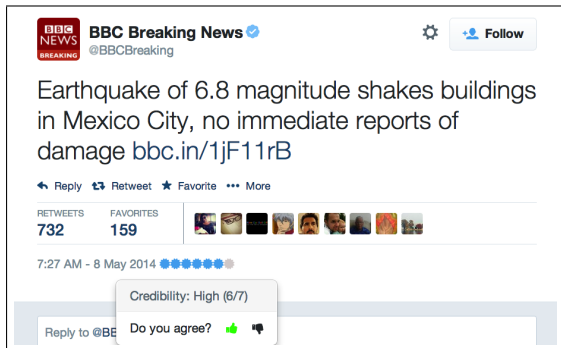 BBC
NEWS
BREAKING
BBC Breaking News
@BBCBreaking
Follow
Earthquake of 6.8 magnitude shakes buildings
in Mexico City, no immediate reports of
damage bbc.in/1jF11rB
Reply Retweet Favorite More
RETWEETS FAVORITES
732 159
7:27 AM - 8 May 2014
Credibility: High (6/7)
Do you agree?
Reply to @BB